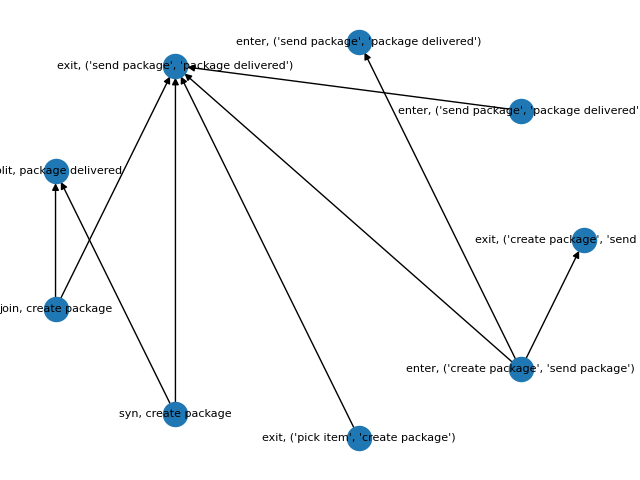 enter, ('send package', 'package delivered')
exit, ('send package', 'package delivered')
enter, ('send package', 'package delivered'
lit, package delivered
exit, ('create package', 'send
join, create package
enter, ('create package', 'send package')
syn, create package
exit, ('pick item', 'create package')